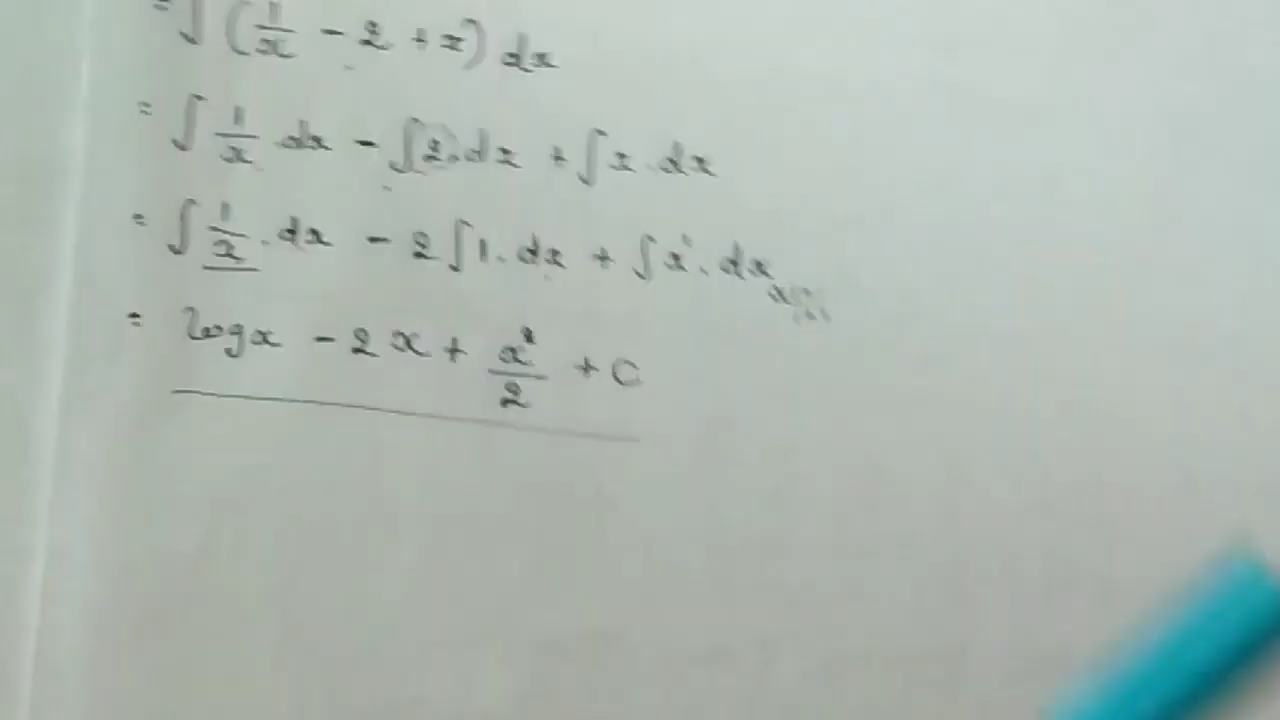 = ∫ (1/x - 2 + x) dx
= ∫ 1/x dx - ∫ 2. dx + ∫ x. dx
= ∫ 1/x . dx - 2 ∫ 1. dx + ∫ x¹. dx
= log x - 2x + x²/2 + C